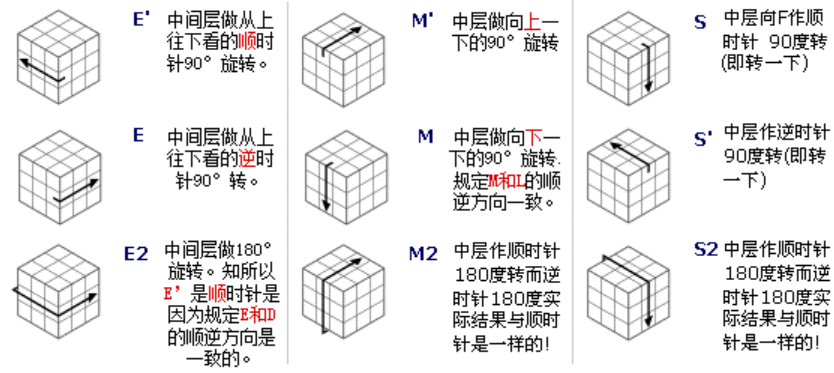 E'
中间层做从上
往下看的顺时
针90°旋转。
E
中间层做从上
往下看的逆时
针90°转。
E2
中间层做180°
旋转。知所以
E’是顺时针是
因为规定E和D
的顺逆方向是
一致的。
M'
中层做向上一
下的90°旋转
M
中层做向下一
下的90°旋转.
规定M和L的顺
逆方向一致。
M2
中层作顺时针
180度转而逆
时针180度实
际结果与顺时
针是一样的!
S
中层向F作顺
时针 90度转
(即转一下)
S'
中层作逆时针
90度转(即转
一下)
S2
中层作顺时针
180度转而逆
时针180度实
际结果与顺时
针是一样的!